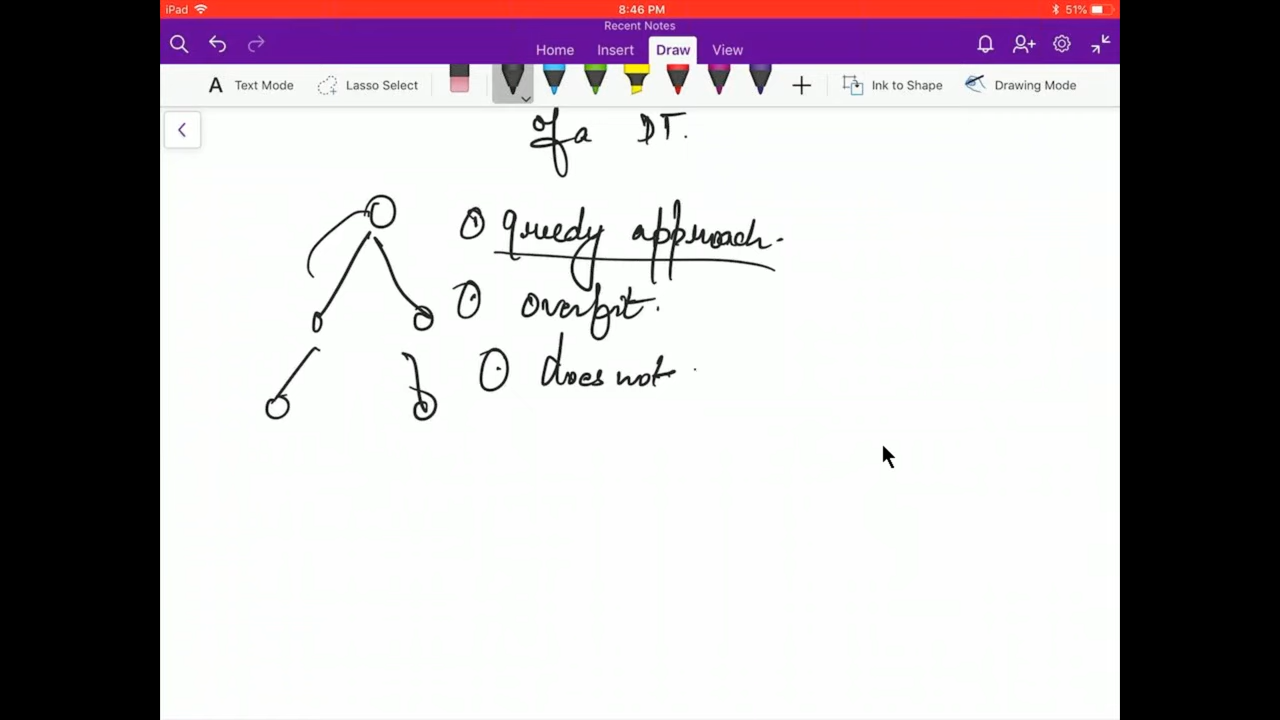 iPad 8:46 PM 51%
Recent Notes
Home Insert Draw View
Text Mode Lasso Select Ink to Shape Drawing Mode
of a DT.
greedy approach.
overfit.
does not